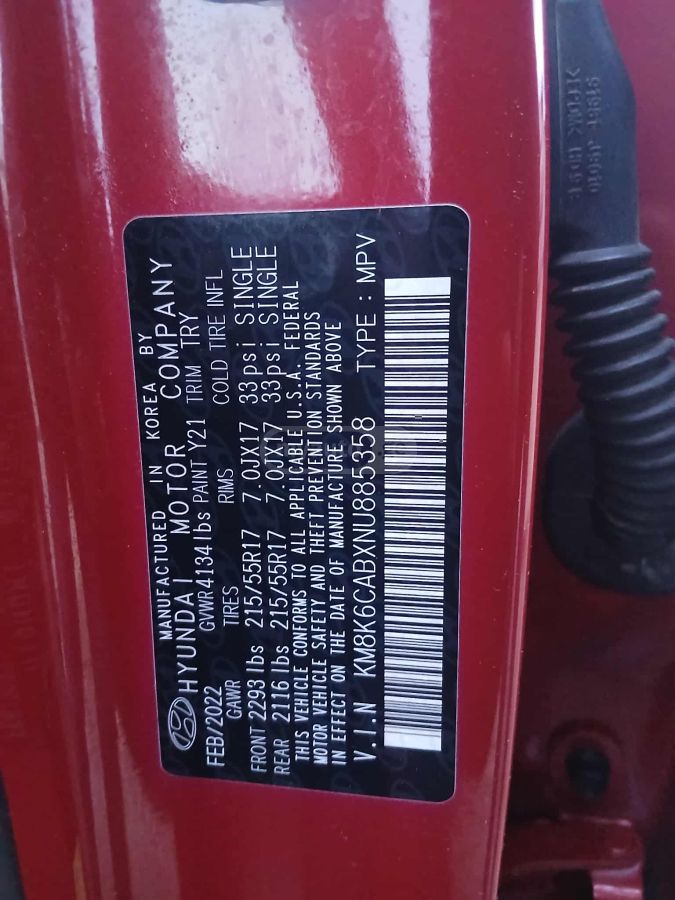 MANUFACTURED IN KOREA BY
HYUNDAI MOTOR COMPANY
FEB/2022 GVWR 4134 lbs PAINT Y21 TRIM TRY
GAWR TIRES RIMS COLD TIRE INFL
FRONT 2293 lbs 215/55R17 7.0JX17 33psi SINGLE
REAR 2116 lbs 215/55R17 7.0JX17 33psi SINGLE
THIS VEHICLE CONFORMS TO ALL APPLICABLE U.S.A. FEDERAL
MOTOR VEHICLE SAFETY AND THEFT PREVENTION STANDARDS
IN EFFECT ON THE DATE OF MANUFACTURE SHOWN ABOVE
V.I.N KM8K6CABXNU885358 TYPE : MPV